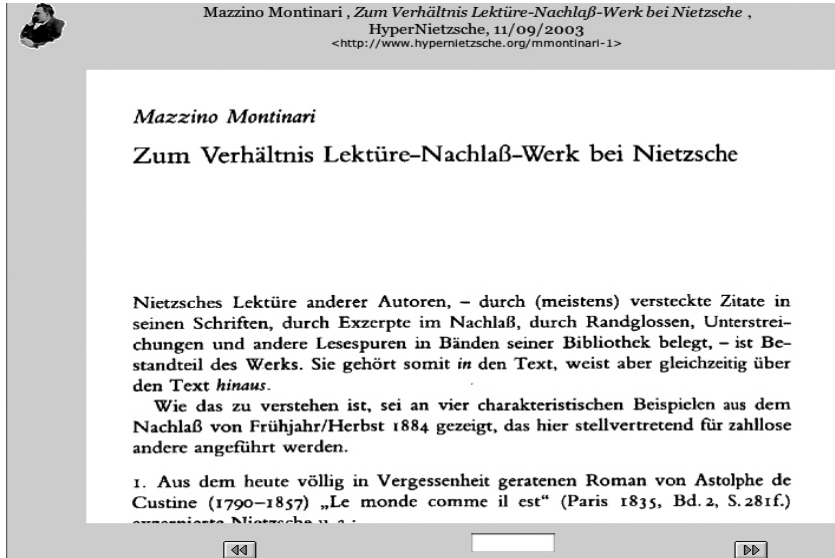 Mazzino Montinari , Zum Verhältnis Lektüre-Nachlaß-Werk bei Nietzsche ,
HyperNietzsche, 11/09/2003
<http://www.hypernietzsche.org/mmontinari-1>
Mazzino Montinari
Zum Verhältnis Lektüre–Nachlaß–Werk bei Nietzsche
Nietzsches Lektüre anderer Autoren, – durch (meistens) versteckte Zitate in
seinen Schriften, durch Exzerpte im Nachlaß, durch Randglossen, Unterstrei-
chungen und andere Lesespuren in Bänden seiner Bibliothek belegt, – ist Be-
standteil des Werks. Sie gehört somit in den Text, weist aber gleichzeitig über
den Text hinaus.
Wie das zu verstehen ist, sei an vier charakteristischen Beispielen aus dem
Nachlaß von Frühjahr/Herbst 1884 gezeigt, das hier stellvertretend für zahllose
andere angeführt werden.
1. Aus dem heute völlig in Vergessenheit geratenen Roman von Astolphe de
Custine (1790–1857) „Le monde comme il est“ (Paris 1835, Bd. 2, S. 281f.)
exzerpierte Nietzsche u. a.: